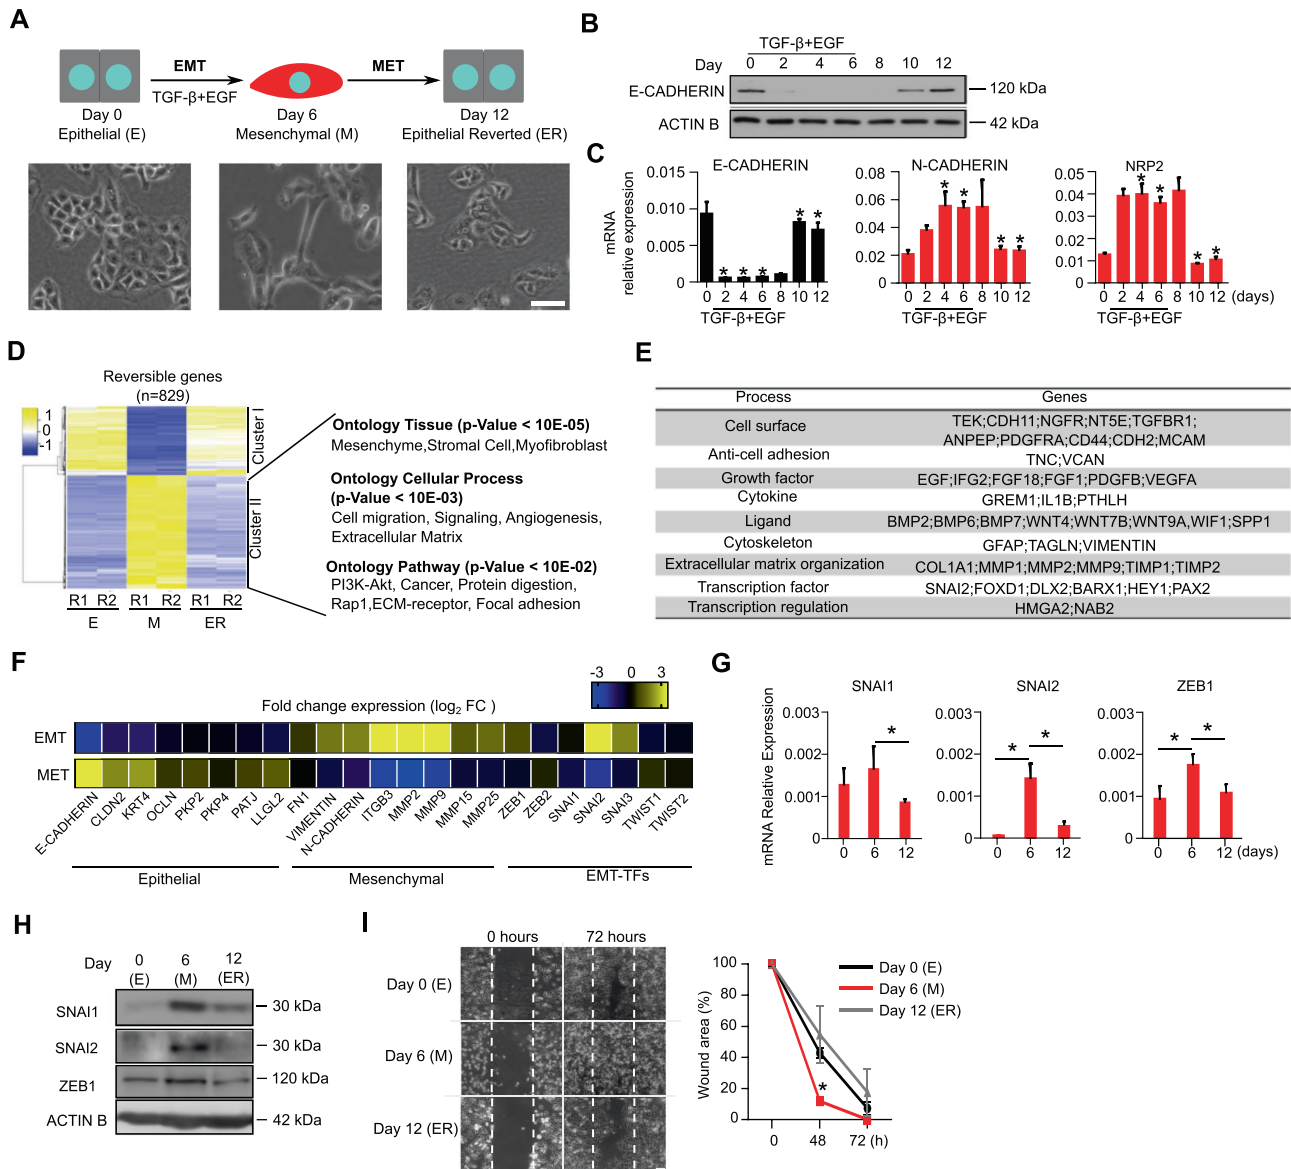 A
EMT
MET
TGF-β+EGF
Day 0
Day 6
Day 12
Epithelial (E)
Mesenchymal (M)
Epithelial Reverted (ER)
B
TGF-β+EGF
Day 0 2 4 6 8 10 12
E-CADHERIN
120 kDa
ACTIN B
42 kDa
C
E-CADHERIN
mRNA
relative expression
0.015
0.010
0.005
0
* * * * *
0 2 4 6 8 10 12
TGF-β+EGF
N-CADHERIN
0.08
0.06
0.04
0.02
0.00
* * * *
0 2 4 6 8 10 12
TGF-β+EGF
NRP2
0.05
0.04
0.03
0.02
0.01
0
* * * *
0 2 4 6 8 10 12 (days)
TGF-β+EGF
D
Reversible genes
(n=829)
1
0
-1
Cluster I
Cluster II
R1 R2 R1 R2 R1 R2
E M ER
Ontology Tissue (p-Value < 10E-05)
Mesenchyme,Stromal Cell,Myofibroblast
Ontology Cellular Process
(p-Value < 10E-03)
Cell migration, Signaling, Angiogenesis,
Extracellular Matrix
Ontology Pathway (p-Value < 10E-02)
PI3K-Akt, Cancer, Protein digestion,
Rap1,ECM-receptor, Focal adhesion
E
Process Genes
Cell surface TEK;CDH11;NGFR;NT5E;TGFBR1;
ANPEP;PDGFRA;CD44;CDH2;MCAM
Anti-cell adhesion TNC;VCAN
Growth factor EGF;IFG2;FGF18;FGF1;PDGFB;VEGFA
Cytokine GREM1;IL1B;PTHLH
Ligand BMP2;BMP6;BMP7;WNT4;WNT7B;WNT9A,WIF1;SPP1
Cytoskeleton GFAP;TAGLN;VIMENTIN
Extracellular matrix organization COL1A1;MMP1;MMP2;MMP9;TIMP1;TIMP2
Transcription factor SNAI2;FOXD1;DLX2;BARX1;HEY1;PAX2
Transcription regulation HMGA2;NAB2
F
-3 0 3
Fold change expression (log₂ FC )
EMT
MET
E-CADHERIN
CLDN2
KRT4
OCLN
PKP2
PKP4
PATJ
LLGL2
FN1
VIMENTIN
N-CADHERIN
ITGB3
MMP2
MMP9
MMP15
MMP25
ZEB1
ZEB2
SNAI1
SNAI2
SNAI3
TWIST1
TWIST2
Epithelial
Mesenchymal
EMT-TFs
G
mRNA Relative Expression
SNAI1
0.003
0.002
0.001
0
*
0 6 12
SNAI2
0.003
0.002
0.001
0
* *
0 6 12
ZEB1
0.003
0.002
0.001
0
* *
0 6 12 (days)
H
Day 0 6 12
(E) (M) (ER)
SNAI1
30 kDa
SNAI2
30 kDa
ZEB1
120 kDa
ACTIN B
42 kDa
I
0 hours
72 hours
Day 0 (E)
Day 6 (M)
Day 12 (ER)
Wound area (%)
100
80
60
40
20
0
*
0 48 72 (h)
Day 0 (E)
Day 6 (M)
Day 12 (ER)